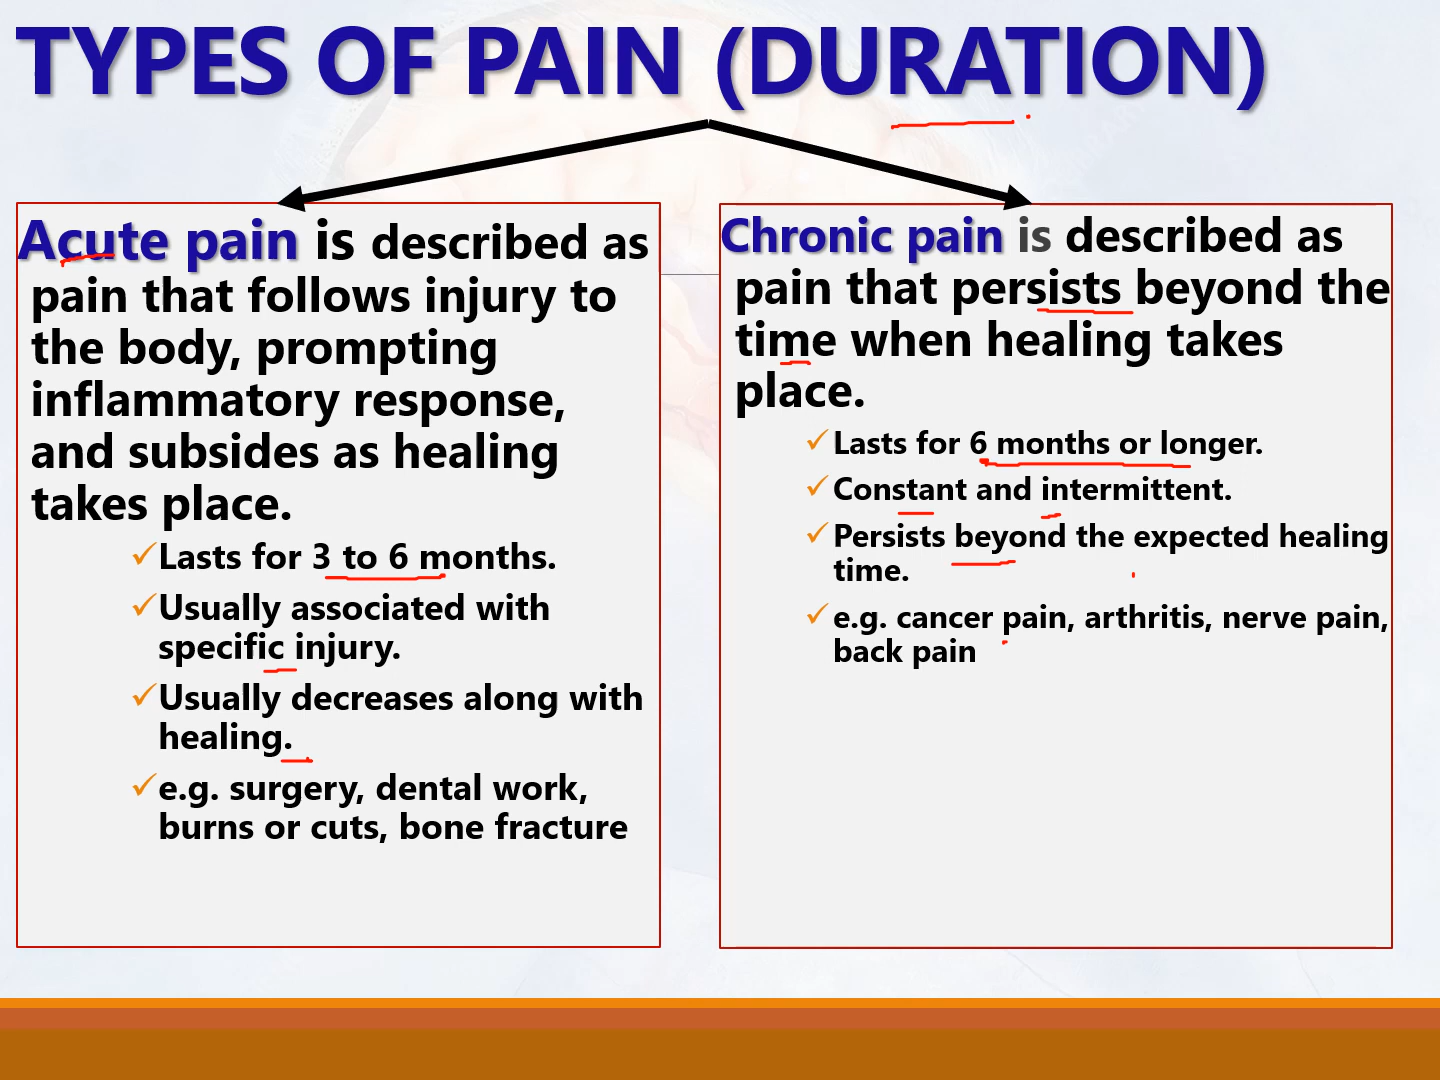 TYPES OF PAIN (DURATION)
Acute pain is described as
pain that follows injury to
the body, prompting
inflammatory response,
and subsides as healing
takes place.
✓Lasts for 3 to 6 months.
✓Usually associated with
specific injury.
✓Usually decreases along with
healing.
✓e.g. surgery, dental work,
burns or cuts, bone fracture
Chronic pain is described as
pain that persists beyond the
time when healing takes
place.
✓Lasts for 6 months or longer.
✓Constant and intermittent.
✓Persists beyond the expected healing
time.
✓e.g. cancer pain, arthritis, nerve pain,
back pain